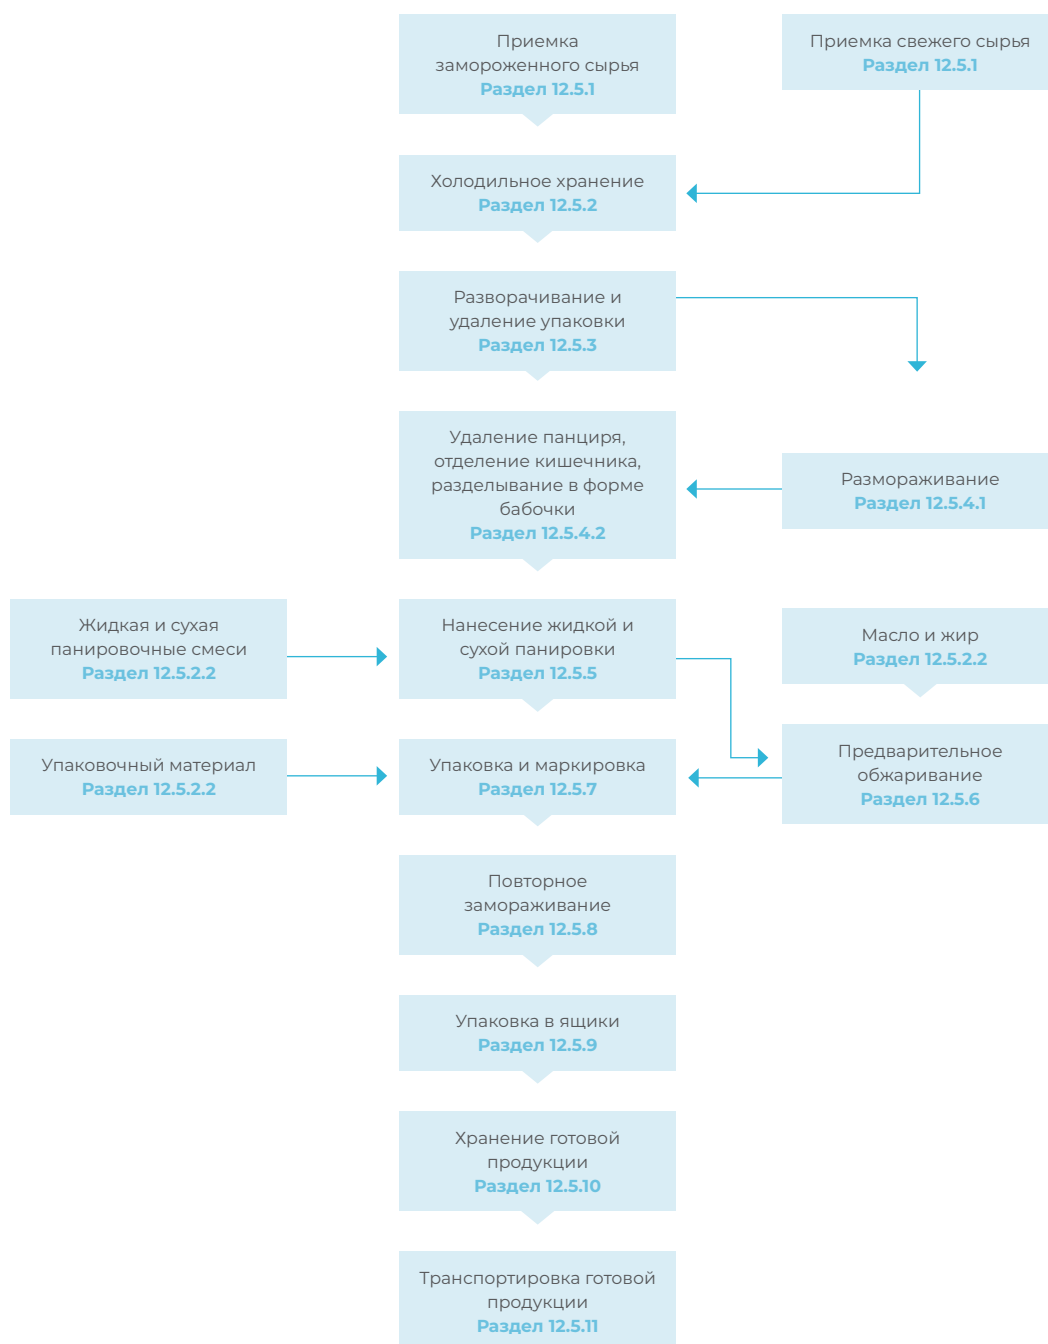 Приемка
замороженного сырья
Раздел 12.5.1
Приемка свежего сырья
Раздел 12.5.1
Холодильное хранение
Раздел 12.5.2
Разворачивание и
удаление упаковки
Раздел 12.5.3
Удаление панциря,
отделение кишечника,
разделывание в форме
бабочки
Раздел 12.5.4.2
Размораживание
Раздел 12.5.4.1
Жидкая и сухая
панировочные смеси
Раздел 12.5.2.2
Нанесение жидкой и
сухой панировки
Раздел 12.5.5
Масло и жир
Раздел 12.5.2.2
Упаковочный материал
Раздел 12.5.2.2
Упаковка и маркировка
Раздел 12.5.7
Предварительное
обжаривание
Раздел 12.5.6
Повторное
замораживание
Раздел 12.5.8
Упаковка в ящики
Раздел 12.5.9
Хранение готовой
продукции
Раздел 12.5.10
Транспортировка готовой
продукции
Раздел 12.5.11